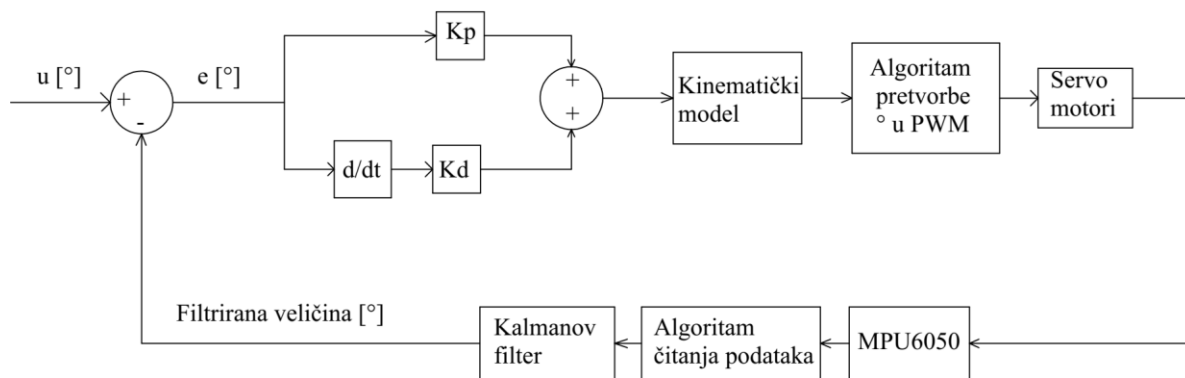 u [°]
+
-
e [°]
Kp
d/dt
Kd
+
+
Kinematički
model
Algoritam
pretvorbe
° u PWM
Servo
motori
Filtrirana veličina [°]
Kalmanov
filter
Algoritam
čitanja podataka
MPU6050